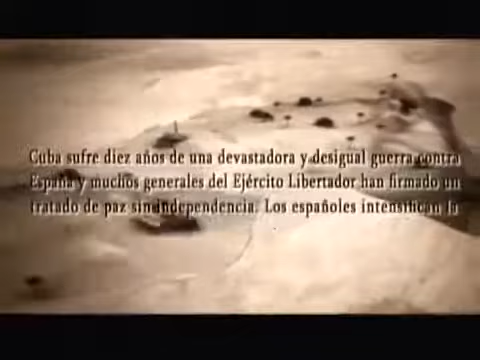 Cuba sufre diez años de una devastadora y desigual guerra contra
España y muchos generales del Ejército Libertador han firmado un
tratado de paz sin independencia. Los españoles intensifican la